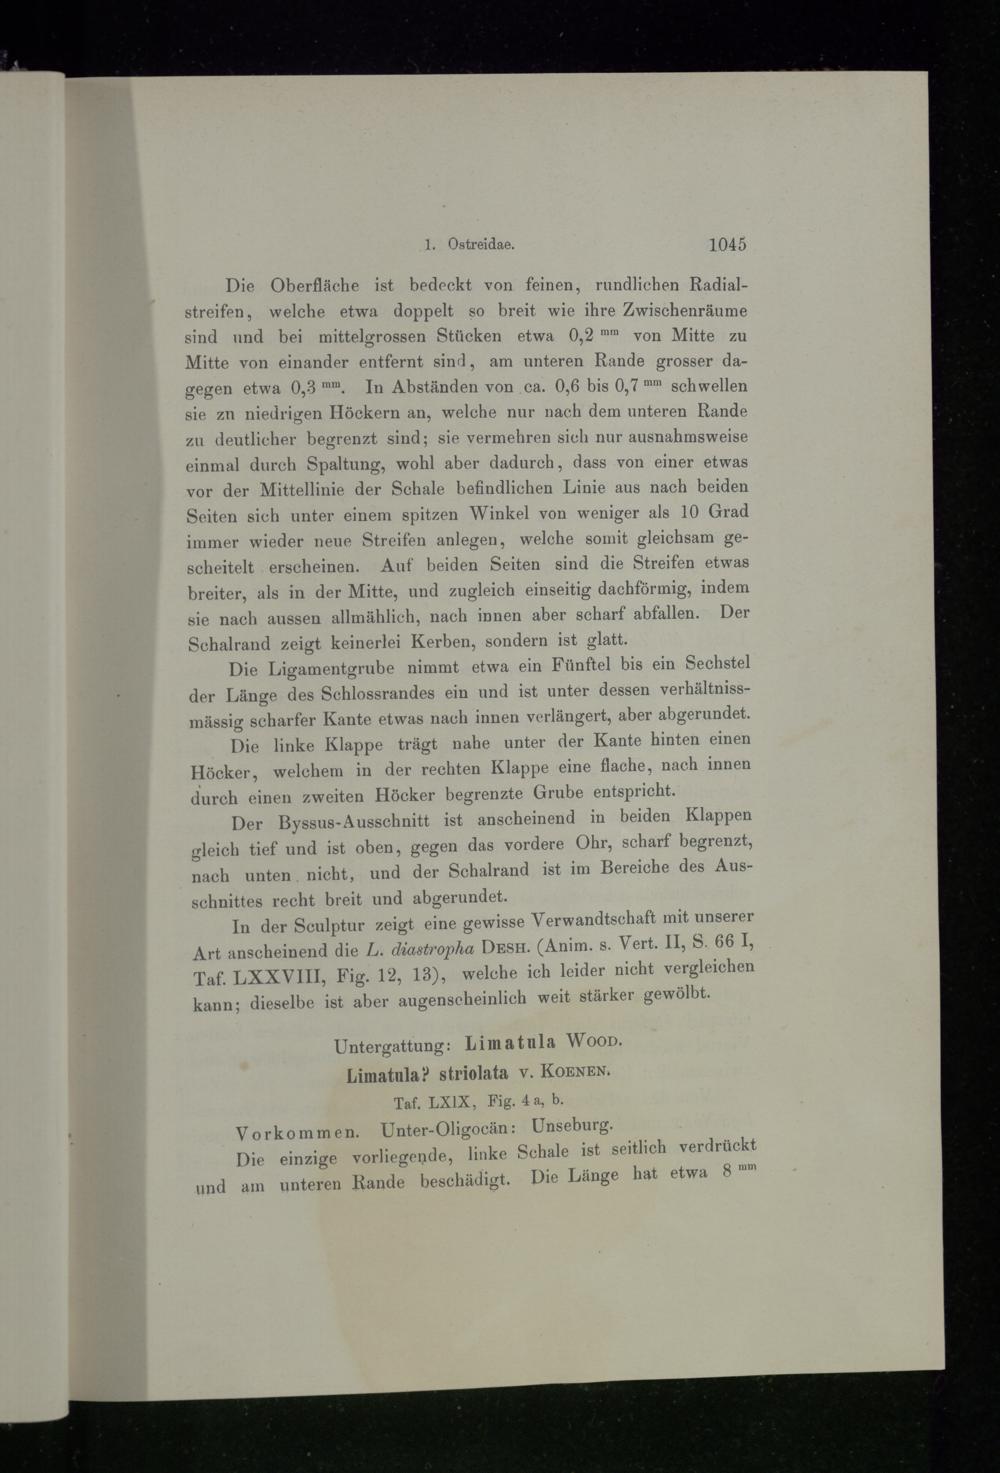 1. Ostreidae. 1045
Die Oberfläche ist bedeckt von feinen, rundlichen Radial-
streifen, welche etwa doppelt so breit wie ihre Zwischenräume
sind und bei mittelgrossen Stücken etwa 0,2 mm von Mitte zu
Mitte von einander entfernt sind, am unteren Rande grosser da-
gegen etwa 0,3 mm. In Abständen von ca. 0,6 bis 0,7 mm schwellen
sie zu niedrigen Höckern an, welche nur nach dem unteren Rande
zu deutlicher begrenzt sind; sie vermehren sich nur ausnahmsweise
einmal durch Spaltung, wohl aber dadurch, dass von einer etwas
vor der Mittellinie der Schale befindlichen Linie aus nach beiden
Seiten sich unter einem spitzen Winkel von weniger als 10 Grad
immer wieder neue Streifen anlegen, welche somit gleichsam ge-
scheitelt erscheinen. Auf beiden Seiten sind die Streifen etwas
breiter, als in der Mitte, und zugleich einseitig dachförmig, indem
sie nach aussen allmählich, nach innen aber scharf abfallen. Der
Schalrand zeigt keinerlei Kerben, sondern ist glatt.
Die Ligamentgrube nimmt etwa ein Fünftel bis ein Sechstel
der Länge des Schlossrandes ein und ist unter dessen verhältniss-
mässig scharfer Kante etwas nach innen verlängert, aber abgerundet.
Die linke Klappe trägt nahe unter der Kante hinten einen
Höcker, welchem in der rechten Klappe eine flache, nach innen
durch einen zweiten Höcker begrenzte Grube entspricht.
Der Byssus-Ausschnitt ist anscheinend in beiden Klappen
gleich tief und ist oben, gegen das vordere Ohr, scharf begrenzt,
nach unten nicht, und der Schalrand ist im Bereiche des Aus-
schnittes recht breit und abgerundet.
In der Sculptur zeigt eine gewisse Verwandtschaft mit unserer
Art anscheinend die L. diastropha DESH. (Anim. s. Vert. II, S. 66 I,
Taf. LXXVIII, Fig. 12, 13), welche ich leider nicht vergleichen
kann; dieselbe ist aber augenscheinlich weit stärker gewölbt.
Untergattung: Limatula WOOD.
Limatula? striolata v. KOENEN.
Taf. LXIX, Fig. 4 a, b.
Vorkommen. Unter-Oligocän: Unseburg.
Die einzige vorliegende, linke Schale ist seitlich verdrückt
und am unteren Rande beschädigt. Die Länge hat etwa 8 mm